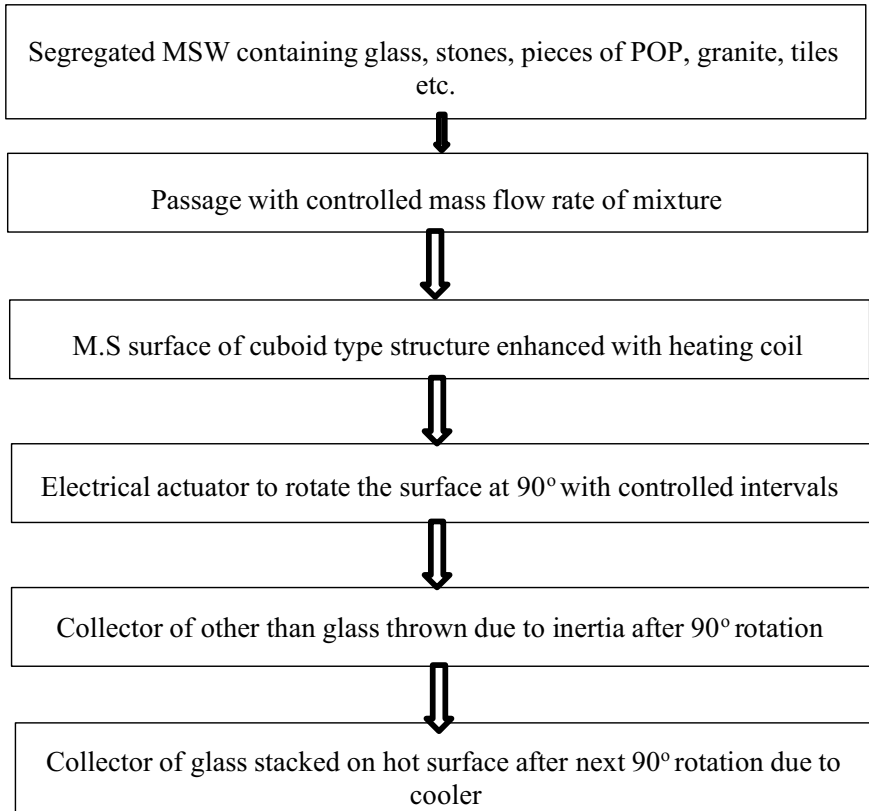 Segregated MSW containing glass, stones, pieces of POP, granite, tiles
etc.
Passage with controlled mass flow rate of mixture
M.S surface of cuboid type structure enhanced with heating coil
Electrical actuator to rotate the surface at 90° with controlled intervals
Collector of other than glass thrown due to inertia after 90° rotation
Collector of glass stacked on hot surface after next 90° rotation due to
cooler